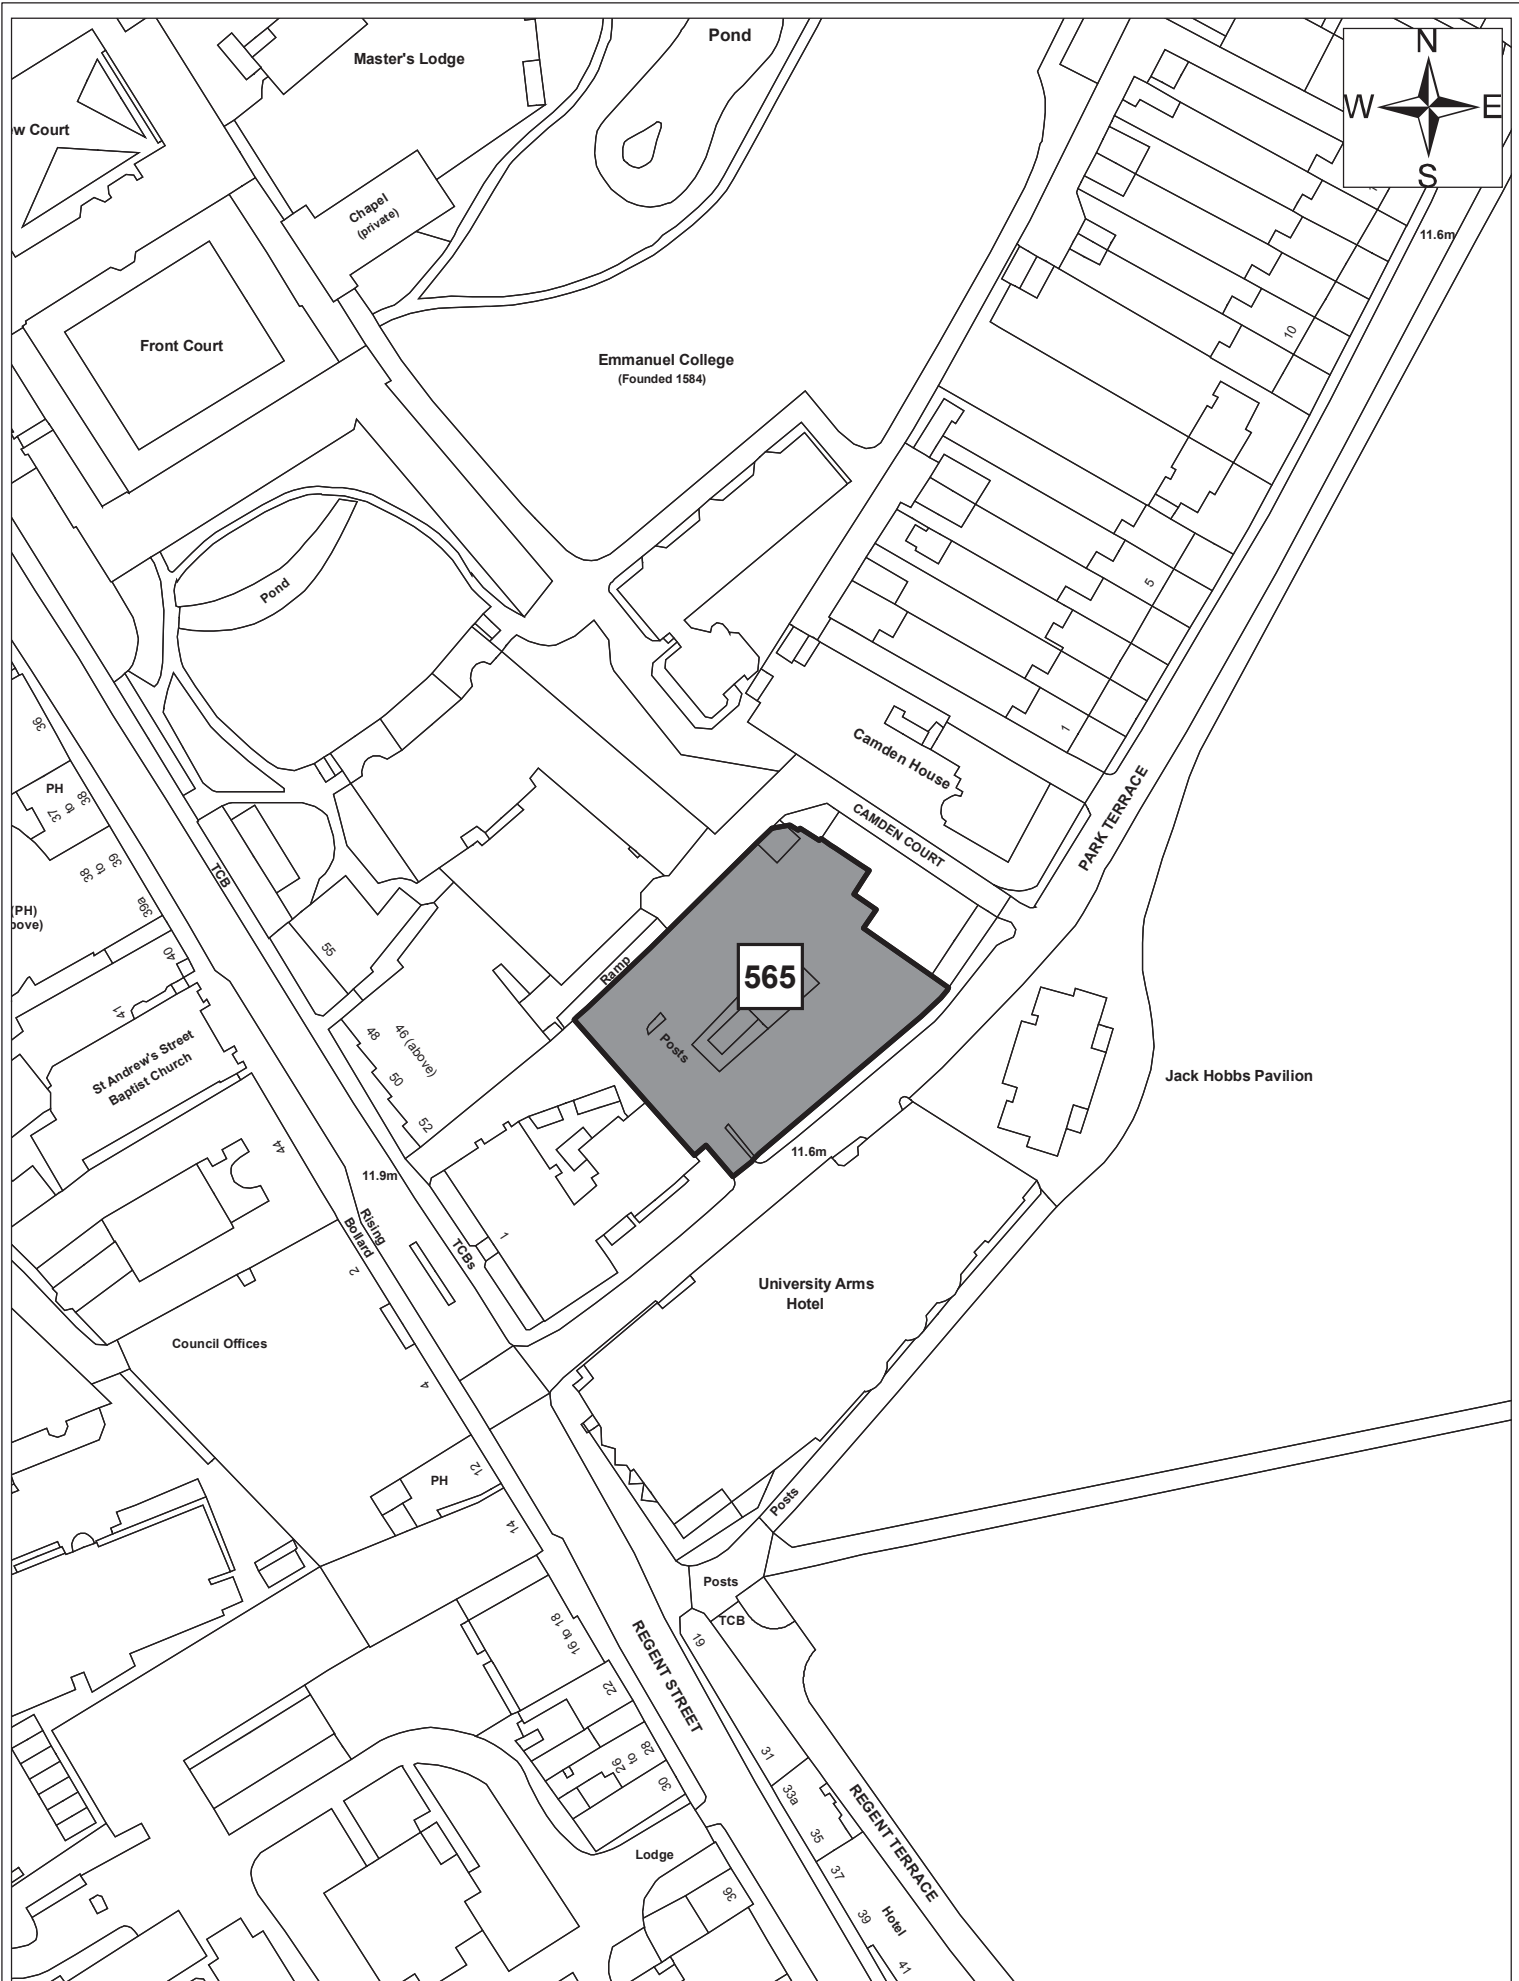 Pond
N
Master's Lodge
W
E
w Court
S
Chapel
(private)
11.6m
10
Front Court
Emmanuel College
(Founded 1584)
Pond
5
36
1
Camden House
PH
37
to
38
CAMDEN COURT
PARK TERRACE
38
to
39
TCB
39a
(PH)
bove)
55
40
Ramp
565
41
48
46 (above)
Posts
50
St Andrew's Street
Baptist Church
Jack Hobbs Pavilion
52
44
11.6m
11.9m
Rising
Bollard
1
TCBs
2
University Arms
Hotel
Council Offices
4
12
PH
Posts
14
Posts
TCB
16 to 18
19
REGENT STREET
22
26
to
28
31
30
33a
REGENT TERRACE
35
Lodge
37
36
39
Hotel
41